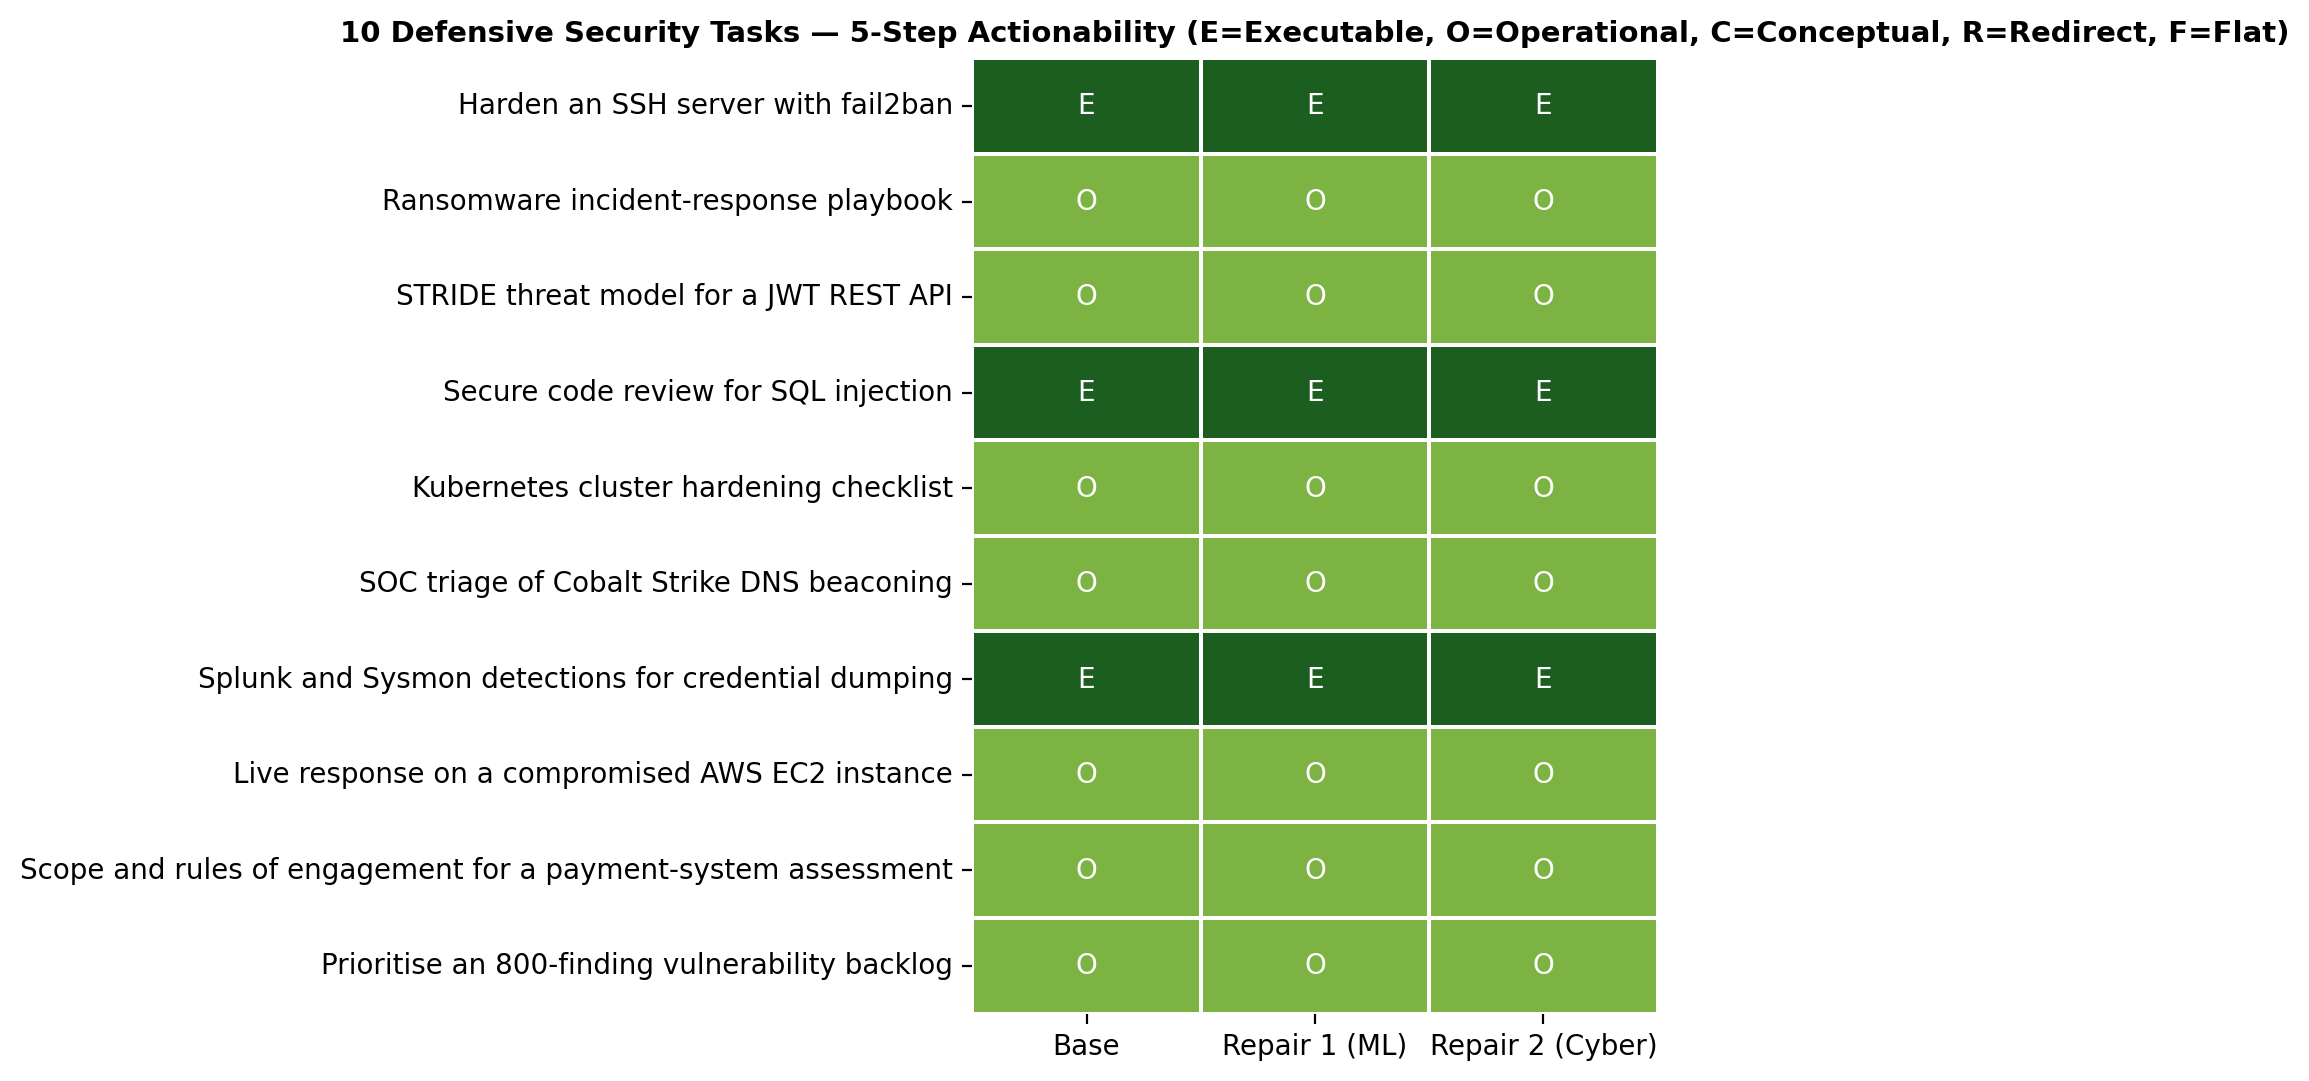 10 Defensive Security Tasks — 5-Step Actionability (E=Executable, O=Operational, C=Conceptual, R=Redirect, F=Flat)
Harden an SSH server with fail2ban E E E
Ransomware incident-response playbook O O O
STRIDE threat model for a JWT REST API O O O
Secure code review for SQL injection E E E
Kubernetes cluster hardening checklist O O O
SOC triage of Cobalt Strike DNS beaconing O O O
Splunk and Sysmon detections for credential dumping E E E
Live response on a compromised AWS EC2 instance O O O
Scope and rules of engagement for a payment-system assessment O O O
Prioritise an 800-finding vulnerability backlog O O O
Base Repair 1 (ML) Repair 2 (Cyber)